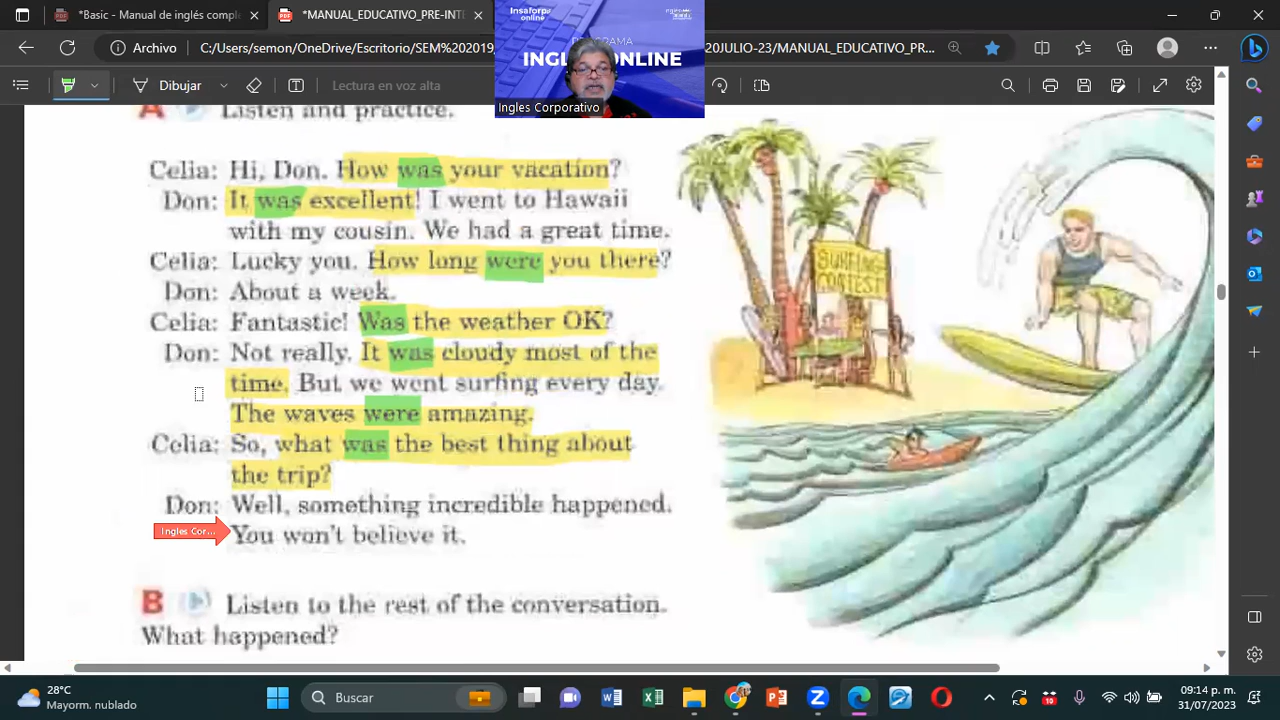 *Basic - Manual de inglés compl
*MANUAL_EDUCATIVO_PRE-INTE
Insaforp
online
Archivo
C:/Users/semon/OneDrive/Escritorio/SEM%202019,
20JULIO-23/MANUAL_EDUCATIVO_PR...
PROGRAMA
INGL ONLINE
Dibujar
Lectura en voz alta
Ingles Corporativo
A Listen and practice.
Celia: Hi, Don. How was your vacation?
Don: It was excellent! I went to Hawaii
with my cousin. We had a great time.
Celia: Lucky you. How long were you there?
Don: About a week.
Celia: Fantastic! Was the weather OK?
Don: Not really. It was cloudy most of the
time. But we went surfing every day.
The waves were amazing.
Celia: So, what was the best thing about
the trip?
Don: Well, something incredible happened.
Ingles Cor...
You won't believe it.
SURFING
CONTEST
B Listen to the rest of the conversation.
What happened?
28°C
Mayorm. nublado
Buscar
10
09:14 p. m.
31/07/2023